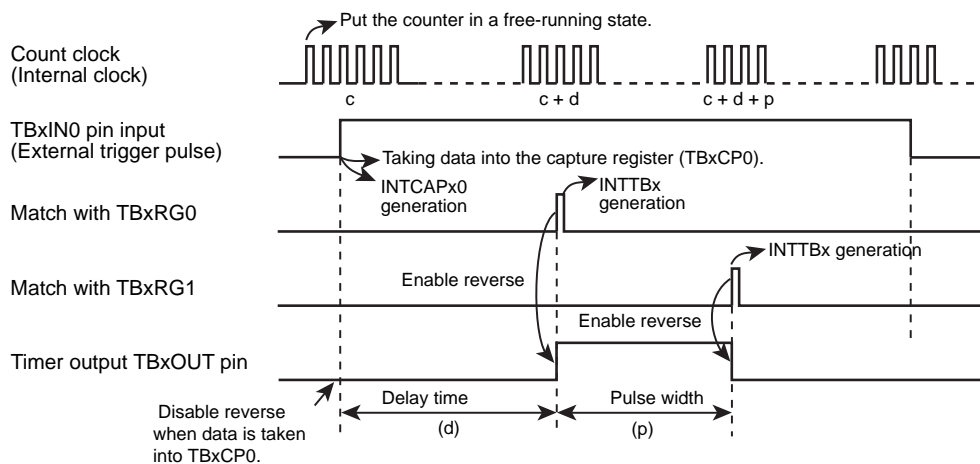 Put the counter in a free-running state.
Count clock
(Internal clock)
c
c + d
c + d + p
TBxIN0 pin input
(External trigger pulse)
Taking data into the capture register (TBxCP0).
INTCAPx0
generation
INTTBx
generation
Match with TBxRG0
INTTBx generation
Enable reverse
Match with TBxRG1
Enable reverse
Timer output TBxOUT pin
Disable reverse
when data is taken
into TBxCP0.
Delay time
(d)
Pulse width
(p)